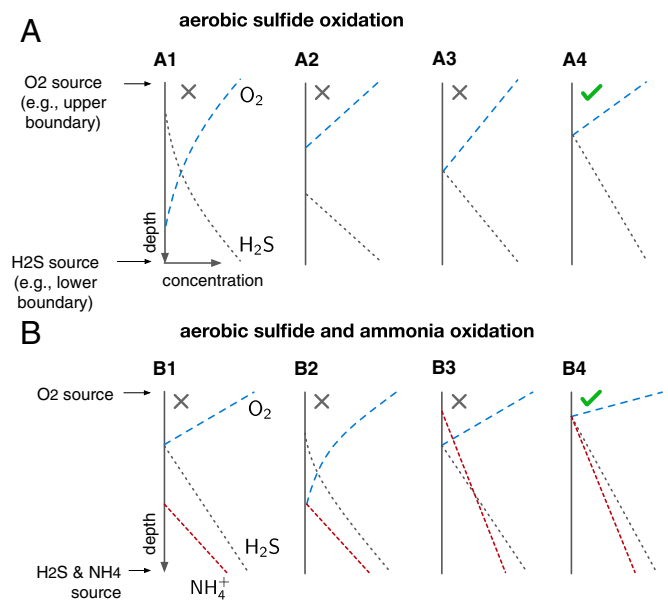 A
aerobic sulfide oxidation
A1
A2
A3
A4
O2 source
(e.g., upper
boundary)
O₂
depth
H₂S
H2S source
(e.g., lower
boundary)
concentration
B
aerobic sulfide and ammonia oxidation
B1
B2
B3
B4
O2 source
O₂
depth
H₂S
H2S & NH4
source
NH₄⁺